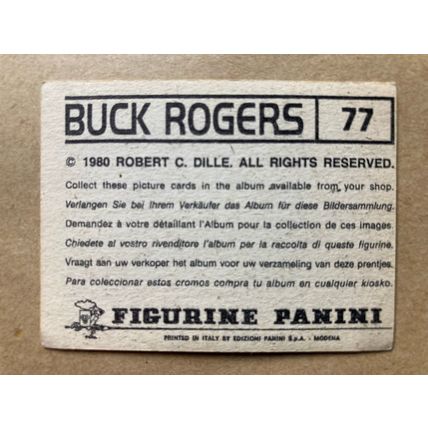 BUCK ROGERS 77
© 1980 ROBERT C. DILLE. ALL RIGHTS RESERVED.
Collect these picture cards in the album available from your shop.
Verlangen Sie bei Ihrem Verkäufer das Album für diese Bildersammlung.
Demandez à votre détaillant l'Album pour la collection de ces images.
Chiedete al vostro rivenditore l'album per la raccolta di queste figurine.
Vraagt aan uw verkoper het album voor uw verzameling van deze prentjes.
Para coleccionar estos cromos compra tu album en cualquier kiosko.
FIGURINE PANINI
PRINTED IN ITALY BY EDIZIONI PANINI S.p.A. - MODENA